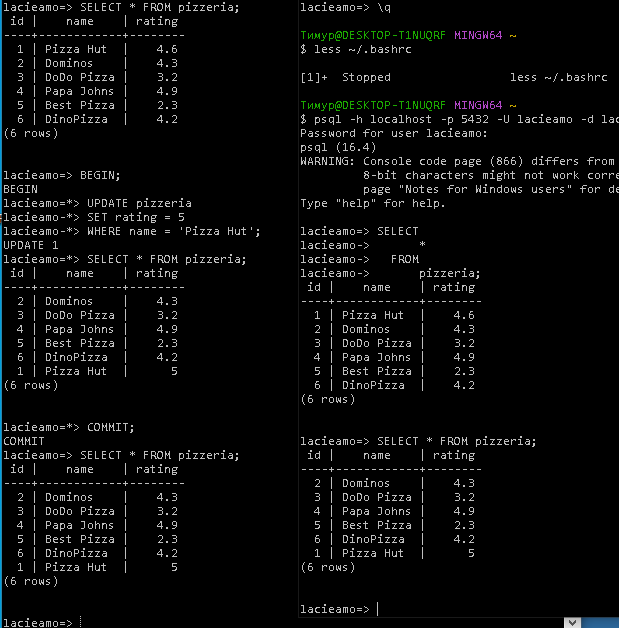 lacieamo=> SELECT * FROM pizzeria;
 id |    name    | rating
----+------------+--------
  1 | Pizza Hut  |    4.6
  2 | Dominos    |    4.3
  3 | DoDo Pizza |    3.2
  4 | Papa Johns |    4.9
  5 | Best Pizza |    2.3
  6 | DinoPizza  |    4.2
(6 rows)
lacieamo=> BEGIN;
BEGIN
lacieamo=*> UPDATE pizzeria
lacieamo-*> SET rating = 5
lacieamo-*> WHERE name = 'Pizza Hut';
UPDATE 1
lacieamo=*> SELECT * FROM pizzeria;
 id |    name    | rating
----+------------+--------
  2 | Dominos    |    4.3
  3 | DoDo Pizza |    3.2
  4 | Papa Johns |    4.9
  5 | Best Pizza |    2.3
  6 | DinoPizza  |    4.2
  1 | Pizza Hut  |      5
(6 rows)
lacieamo=*> COMMIT;
COMMIT
lacieamo=> SELECT * FROM pizzeria;
 id |    name    | rating
----+------------+--------
  2 | Dominos    |    4.3
  3 | DoDo Pizza |    3.2
  4 | Papa Johns |    4.9
  5 | Best Pizza |    2.3
  6 | DinoPizza  |    4.2
  1 | Pizza Hut  |      5
(6 rows)
lacieamo=>
lacieamo=> \q
Тимур@DESKTOP-T1NUQRF MINGW64 ~
$ less ~/.bashrc
[1]+  Stopped                 less ~/.bashrc
Тимур@DESKTOP-T1NUQRF MINGW64 ~
$ psql -h localhost -p 5432 -U lacieamo -d lac
Password for user lacieamo:
psql (16.4)
WARNING: Console code page (866) differs from
         8-bit characters might not work corre
         page "Notes for Windows users" for de
Type "help" for help.
lacieamo=> SELECT
lacieamo->       *
lacieamo->   FROM
lacieamo->       pizzeria;
 id |    name    | rating
----+------------+--------
  1 | Pizza Hut  |    4.6
  2 | Dominos    |    4.3
  3 | DoDo Pizza |    3.2
  4 | Papa Johns |    4.9
  5 | Best Pizza |    2.3
  6 | DinoPizza  |    4.2
(6 rows)
lacieamo=> SELECT * FROM pizzeria;
 id |    name    | rating
----+------------+--------
  2 | Dominos    |    4.3
  3 | DoDo Pizza |    3.2
  4 | Papa Johns |    4.9
  5 | Best Pizza |    2.3
  6 | DinoPizza  |    4.2
  1 | Pizza Hut  |      5
(6 rows)
lacieamo=>